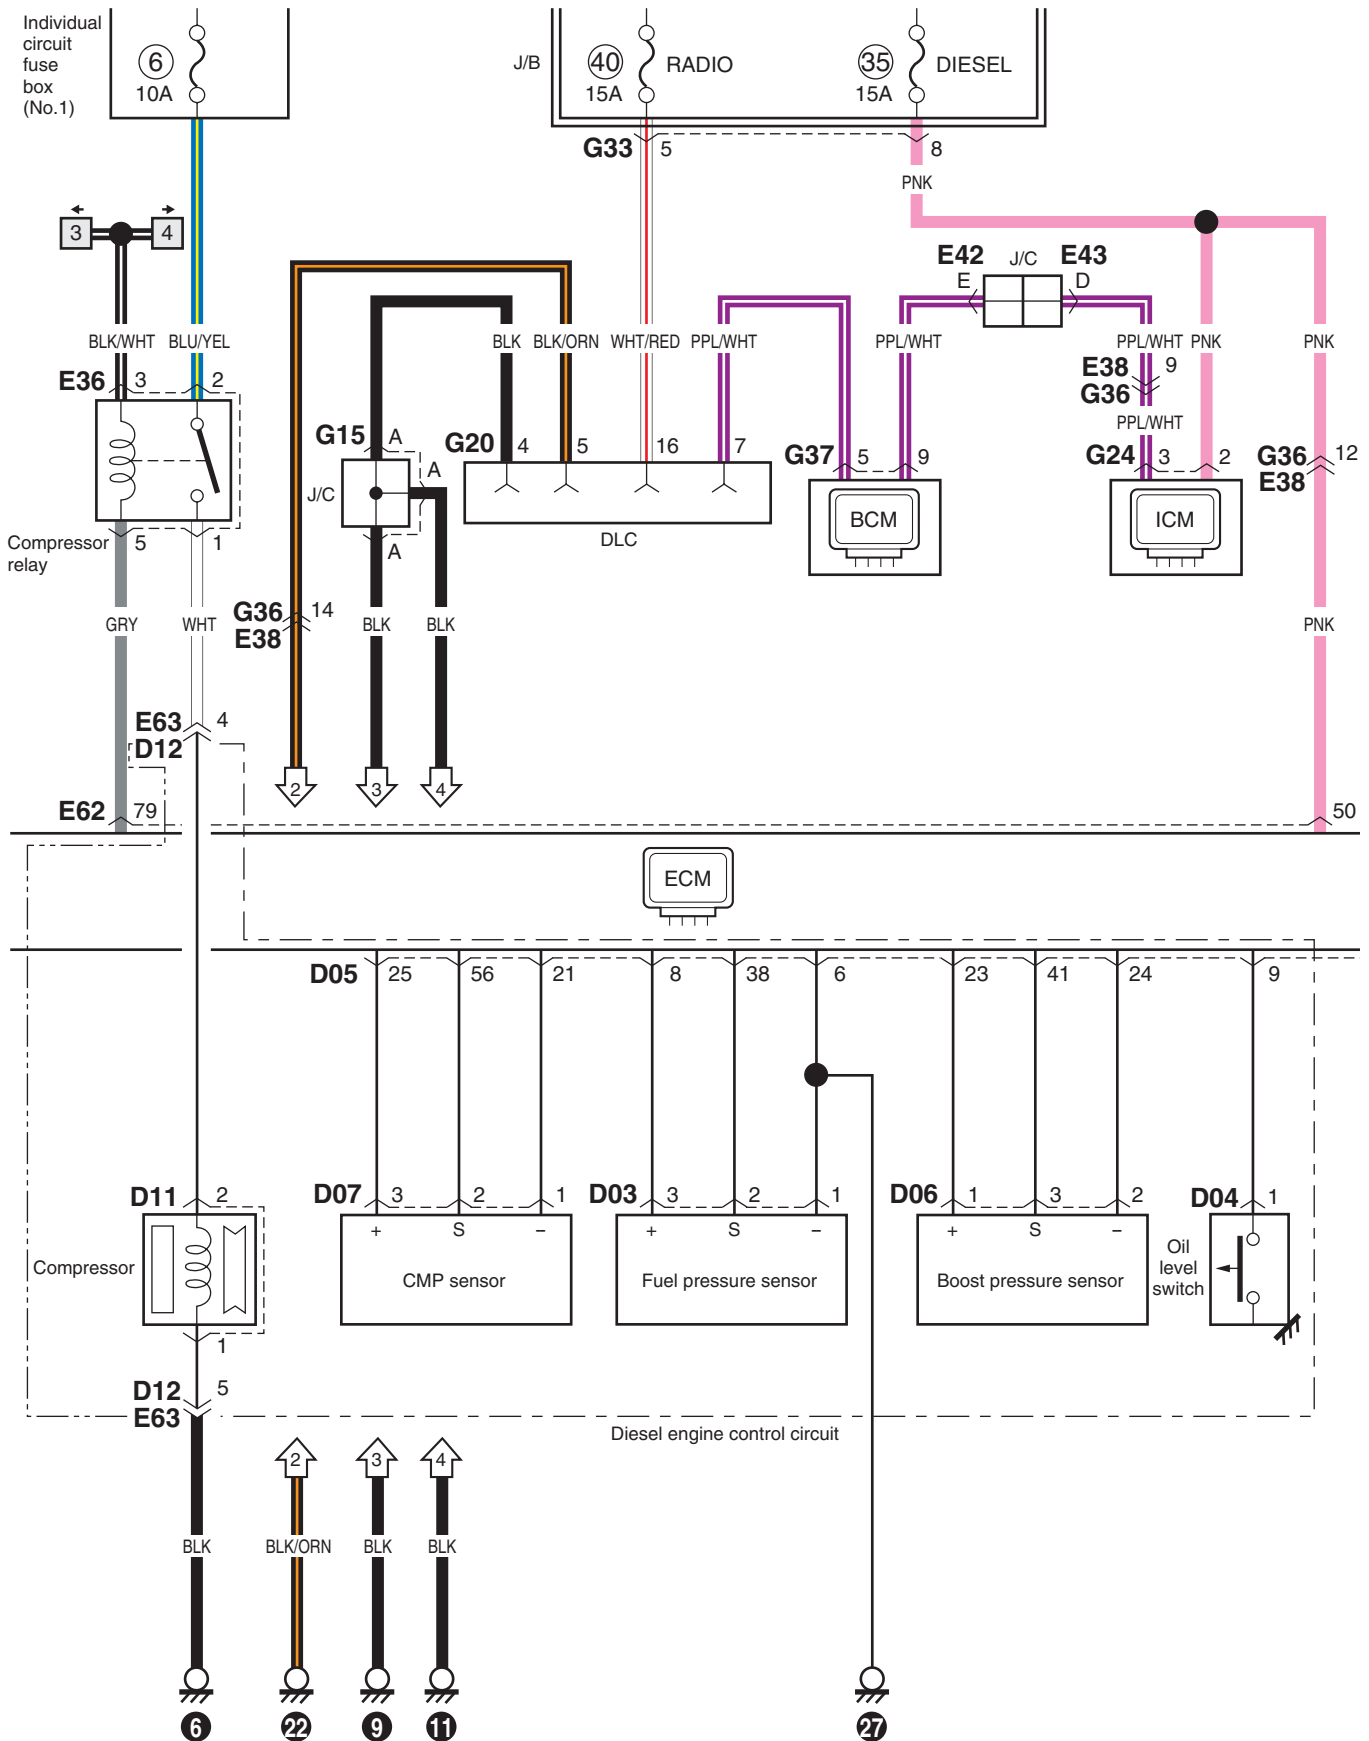 Individual
circuit
fuse
box
(No.1)
6
10A
J/B
40
RADIO
15A
35
DIESEL
15A
G33
5
8
PNK
3
4
E42
J/C
E43
E
D
BLK/WHT
BLU/YEL
BLK
BLK/ORN
WHT/RED
PPL/WHT
PPL/WHT
PPL/WHT
PNK
PNK
E36
3
2
E38
9
G36
PPL/WHT
G15
A
A
J/C
A
G20
4
5
16
7
DLC
G37
5
9
BCM
G24
3
2
ICM
G36
12
E38
Compressor
relay
5
1
GRY
WHT
G36
14
E38
BLK
BLK
PNK
E63
4
D12
2
3
4
E62
79
50
ECM
D05
25
56
21
8
38
6
23
41
24
9
D11
2
D07
3
2
1
D03
3
2
1
D06
1
3
2
D04
1
+
S
−
+
S
−
+
S
−
Compressor
CMP sensor
Fuel pressure sensor
Boost pressure sensor
Oil
level
switch
1
D12
5
E63
Diesel engine control circuit
2
3
4
BLK
BLK/ORN
BLK
BLK
6
22
9
11
27